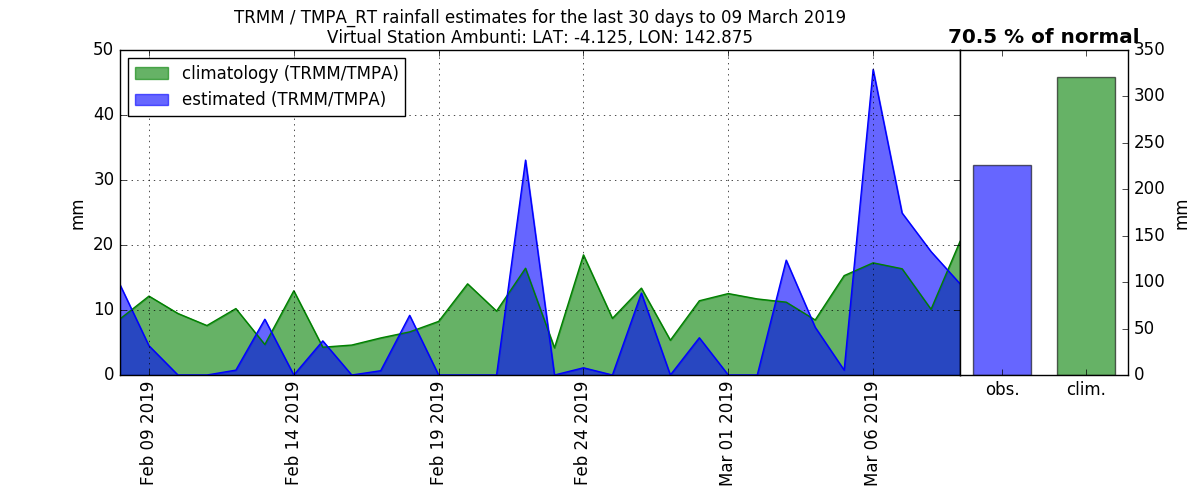 TRMM / TMPA_RT rainfall estimates for the last 30 days to 09 March 2019
Virtual Station Ambunti: LAT: -4.125, LON: 142.875
70.5 % of normal
climatology (TRMM/TMPA)
estimated (TRMM/TMPA)
50
40
30
20
10
0
mm
Feb 09 2019
Feb 14 2019
Feb 19 2019
Feb 24 2019
Mar 01 2019
Mar 06 2019
obs.
clim.
350
300
250
200
150
100
50
0
mm